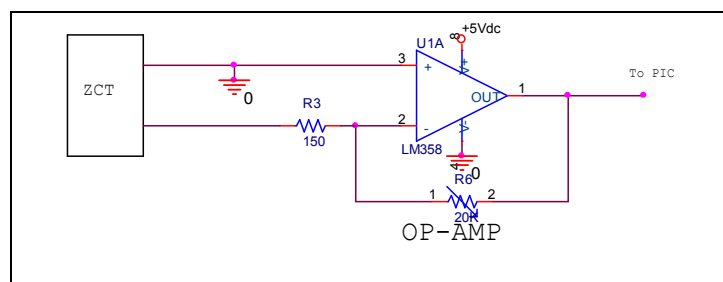 8 +5Vdc
U1A
3
+
V+
To PIC
ZCT
0
R3
OUT
1
2
-
V-
150
LM358
4
0
R6
1
2
20K
OP-AMP